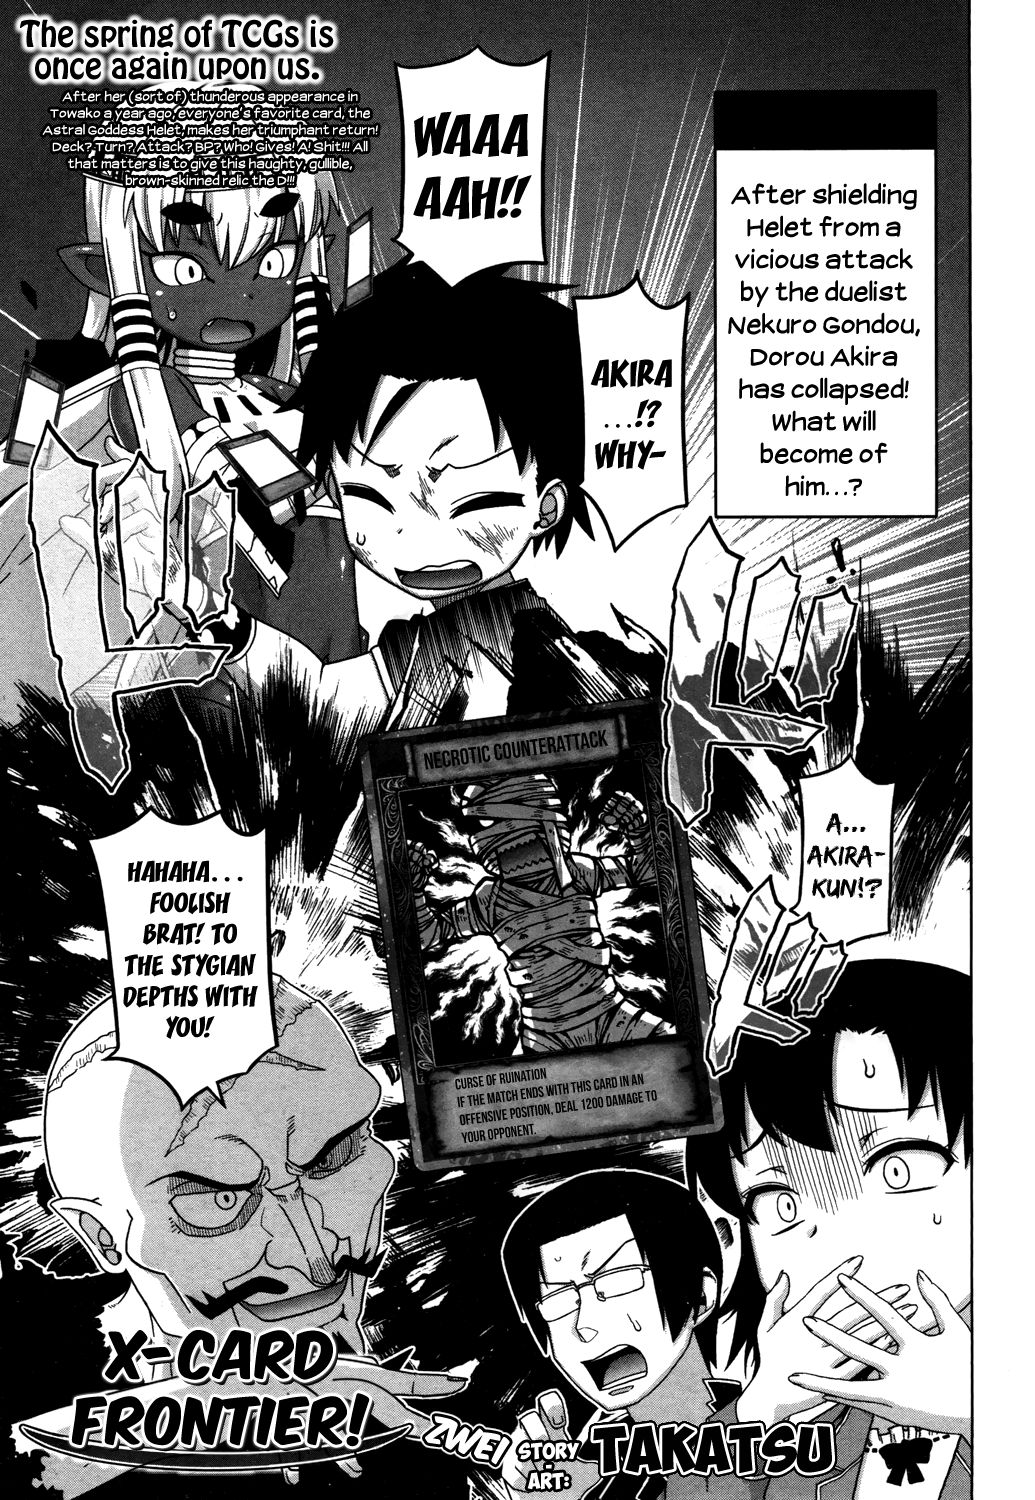 The spring of TCGs is
once again upon us.
After her (sort of) thunderous appearance in
Towako a year ago, everyone's favorite card, the
Astral Goddess Helet, makes her triumphant return!
Deck? Turn? Attack? BP? Who! Gives! A! Shit!!! All
that matters is to give this haughty, gullible,
brown-skinned relic the D!!!
After shielding
Helet from a
vicious attack
by the duelist
Nekuro Gondou,
Dorou Akira
has collapsed!
What will
become of
him...?
WAAA
AAH!!
AKIRA
...!?
WHY-
NECROTIC COUNTERATTACK
CURSE OF RUINATION
IF THE MATCH ENDS WITH THIS CARD IN AN
OFFENSIVE POSITION, DEAL 1200 DAMAGE TO
YOUR OPPONENT.
A...
AKIRA-
KUN!?
HAHAHA...
FOOLISH
BRAT! TO
THE STYGIAN
DEPTHS WITH
YOU!
X-CARD
FRONTIER!
ZWEI
STORY
-
ART:
TAKATSU